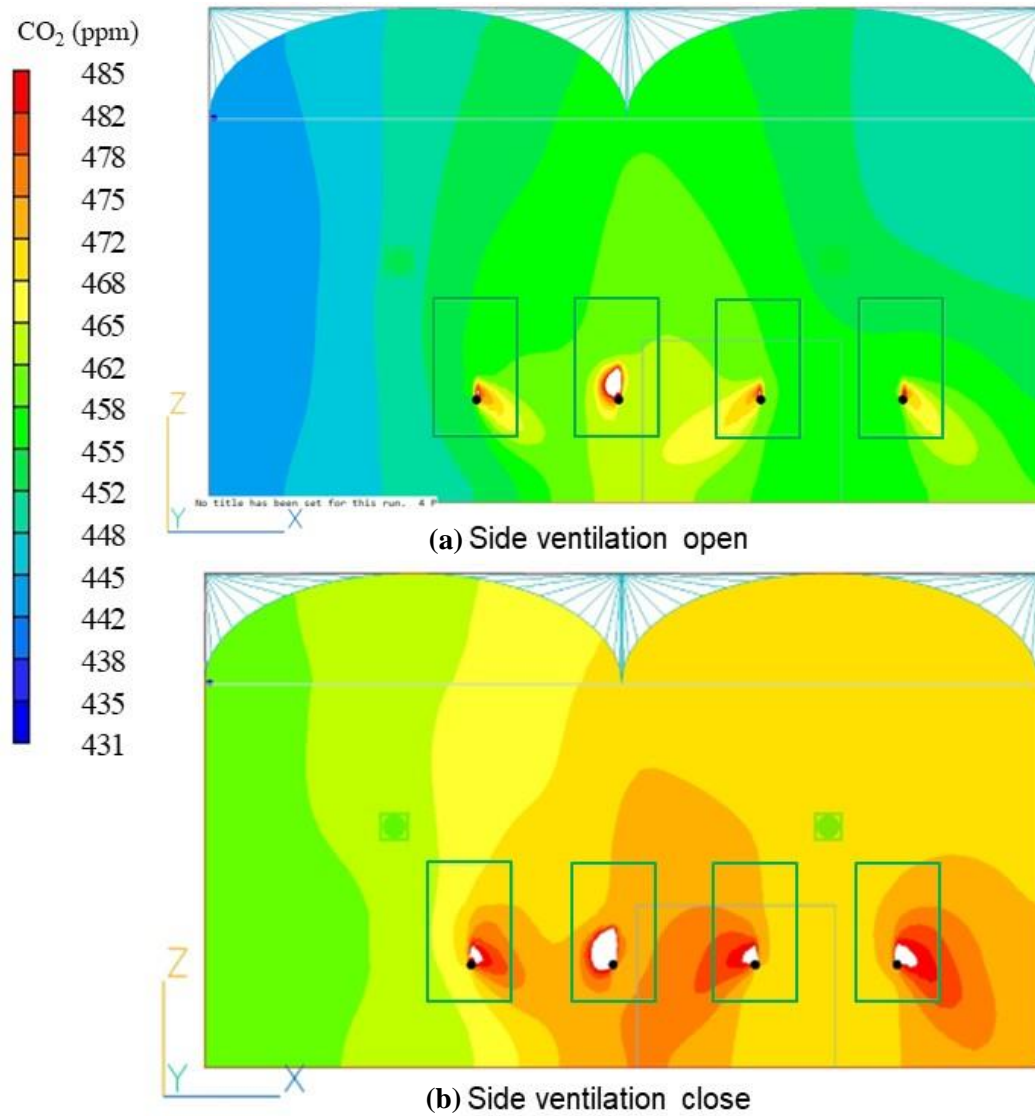 CO₂ (ppm)
485
482
478
475
472
468
465
462
458
455
452
448
445
442
438
435
431
Z
Y X
No title has been set for this run. 4 P
(a) Side ventilation open
Z
Y X
(b) Side ventilation close